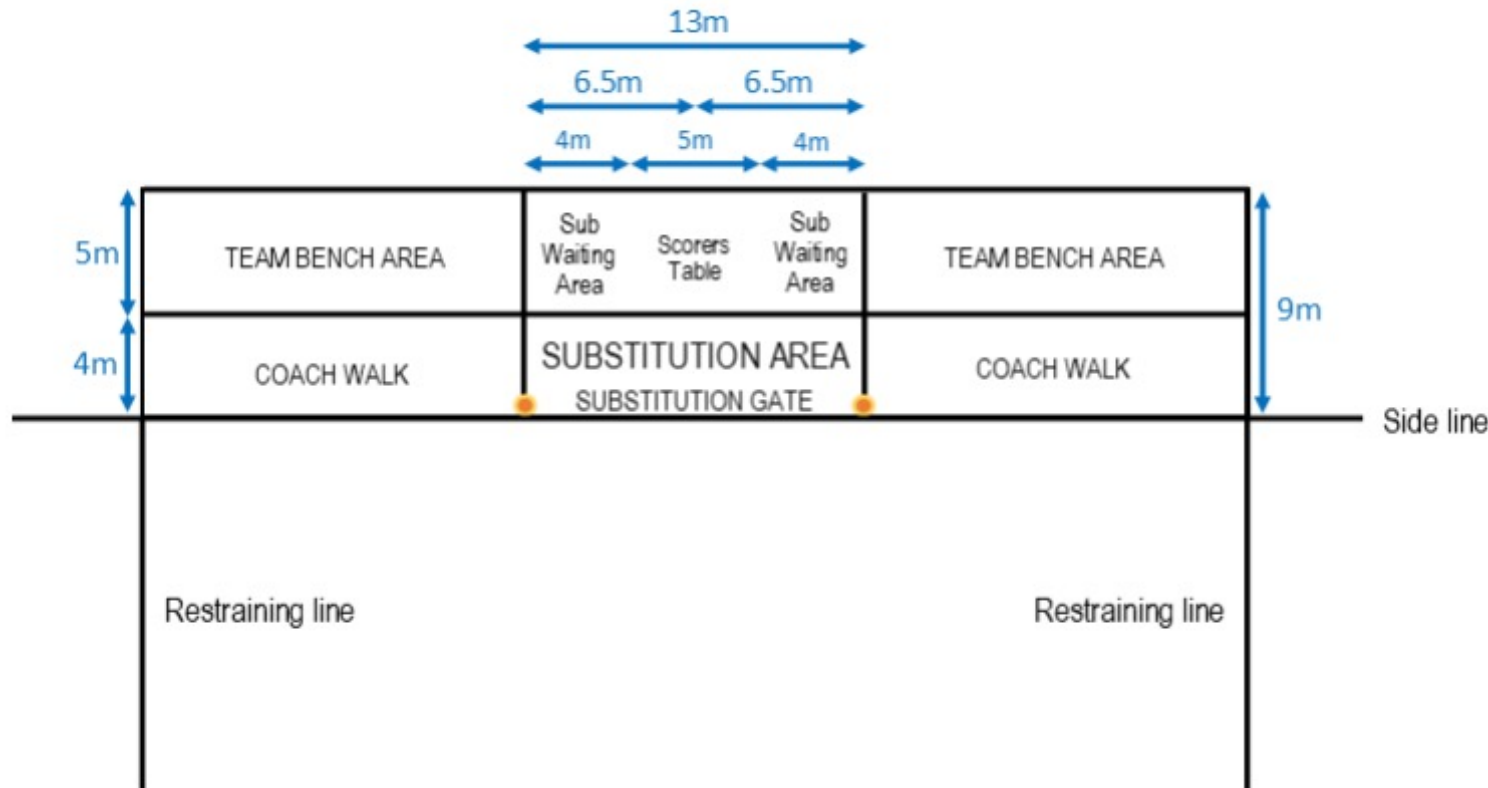 13m
6.5m
6.5m
4m
5m
4m
5m
TEAM BENCH AREA
Sub
Waiting
Area
Scorers
Table
Sub
Waiting
Area
TEAM BENCH AREA
9m
4m
COACH WALK
SUBSTITUTION AREA
SUBSTITUTION GATE
COACH WALK
Side line
Restraining line
Restraining line